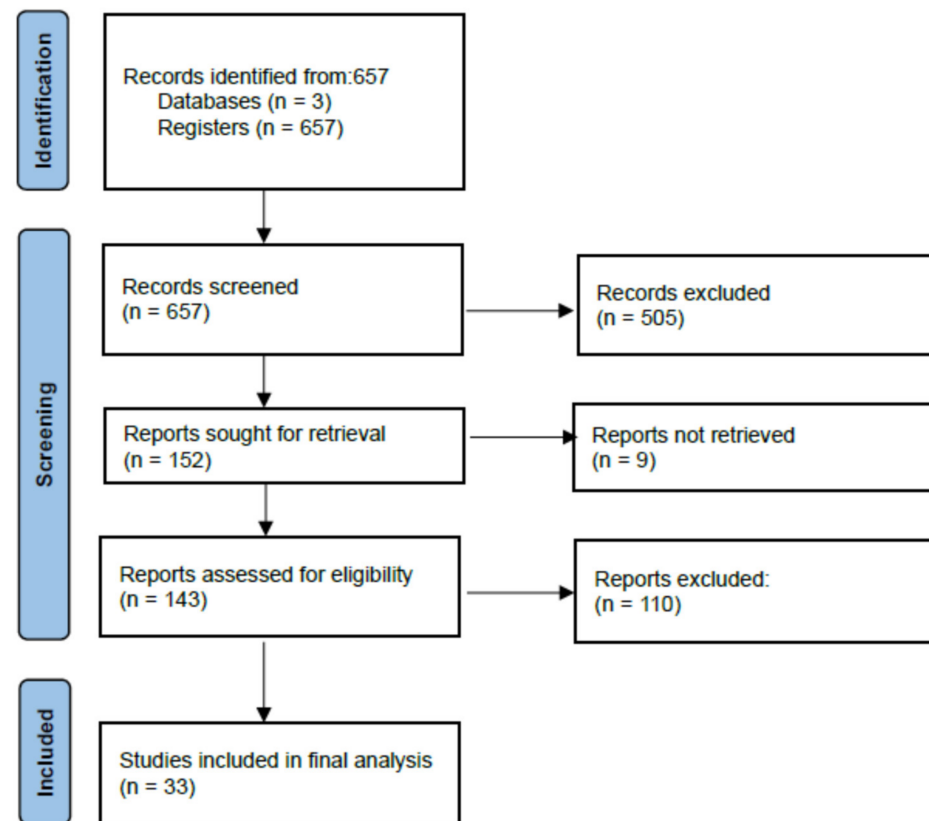 Identification
Records identified from:657
Databases (n = 3)
Registers (n = 657)
Screening
Records screened
(n = 657)
Records excluded
(n = 505)
Reports sought for retrieval
(n = 152)
Reports not retrieved
(n = 9)
Reports assessed for eligibility
(n = 143)
Reports excluded:
(n = 110)
Included
Studies included in final analysis
(n = 33)